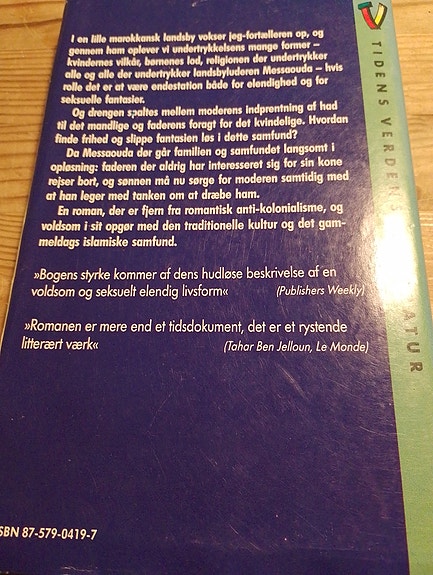 I en lille marokkansk landsby vokser jeg-fortælleren op, og
gennem ham oplever vi undertrykkelsens mange former –
kvindernes vilkår, børnenes lod, religionen der undertrykker
alle og alle der undertrykker landsbyluderen Messaouda – hvis
rolle det er at være endestation både for elendighed og for
seksuelle fantasier.
Og drengen spaltes mellem moderens indprentning af had
til det mandlige og faderens foragt for det kvindelige. Hvordan
finde frihed og slippe fantasien løs i dette samfund?
Da Messaouda dør går familien og samfundet langsomt i
opløsning: faderen der aldrig har interesseret sig for sin kone
rejser bort, og sønnen må nu sørge for moderen samtidig med
at han leger med tanken om at dræbe ham.
En roman, der er fjern fra romantisk anti-kolonialisme, og
voldsom i sit opgør med den traditionelle kultur og det gam-
meldags islamiske samfund.
»Bogens styrke kommer af dens hudløse beskrivelse af en
voldsom og seksuelt elendig livsform« (Publishers Weekly)
»Romanen er mere end et tidsdokument, det er et rystende
litterært værk« (Tahar Ben Jelloun, Le Monde)
SBN 87-579-0419-7
TV
TIDENS VERDEN ATUR